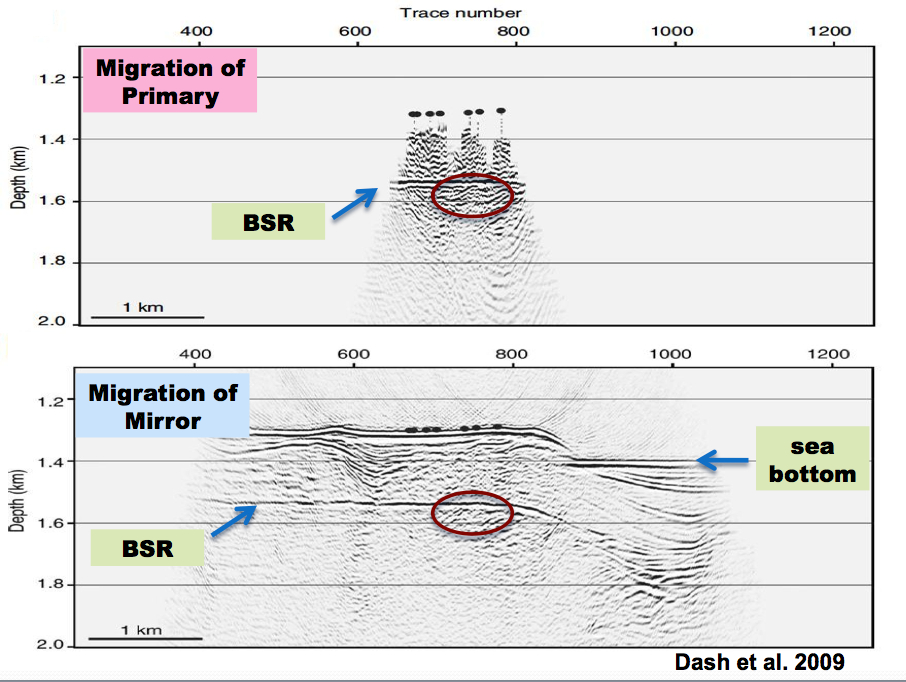 Trace number
400 600 800 1000 1200
Migration of
Primary
1.2
1.4
Depth (km)
1.6
BSR
1.8
1 km
2.0
400 600 800 1000 1200
Migration of
Mirror
1.2
sea
bottom
1.4
Depth (km)
1.6
BSR
1.8
1 km
2.0
Dash et al. 2009